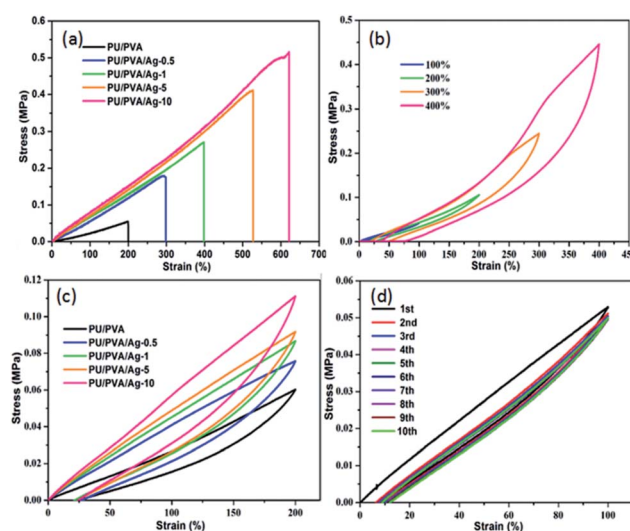 (a)
PU/PVA
PU/PVA/Ag-0.5
PU/PVA/Ag-1
PU/PVA/Ag-5
PU/PVA/Ag-10
Stress (MPa)
0.6
0.5
0.4
0.3
0.2
0.1
0.0
0 100 200 300 400 500 600 700
Strain (%)
(b)
100%
200%
300%
400%
Stress (MPa)
0.5
0.4
0.3
0.2
0.1
0.0
0 50 100 150 200 250 300 350 400 450
Strain (%)
(c)
PU/PVA
PU/PVA/Ag-0.5
PU/PVA/Ag-1
PU/PVA/Ag-5
PU/PVA/Ag-10
Stress (MPa)
0.12
0.10
0.08
0.06
0.04
0.02
0.00
0 50 100 150 200
Strain (%)
(d)
1st
2nd
3rd
4th
5th
6th
7th
8th
9th
10th
Stress (MPa)
0.06
0.05
0.04
0.03
0.02
0.01
0.00
0 20 40 60 80 100
Strain (%)